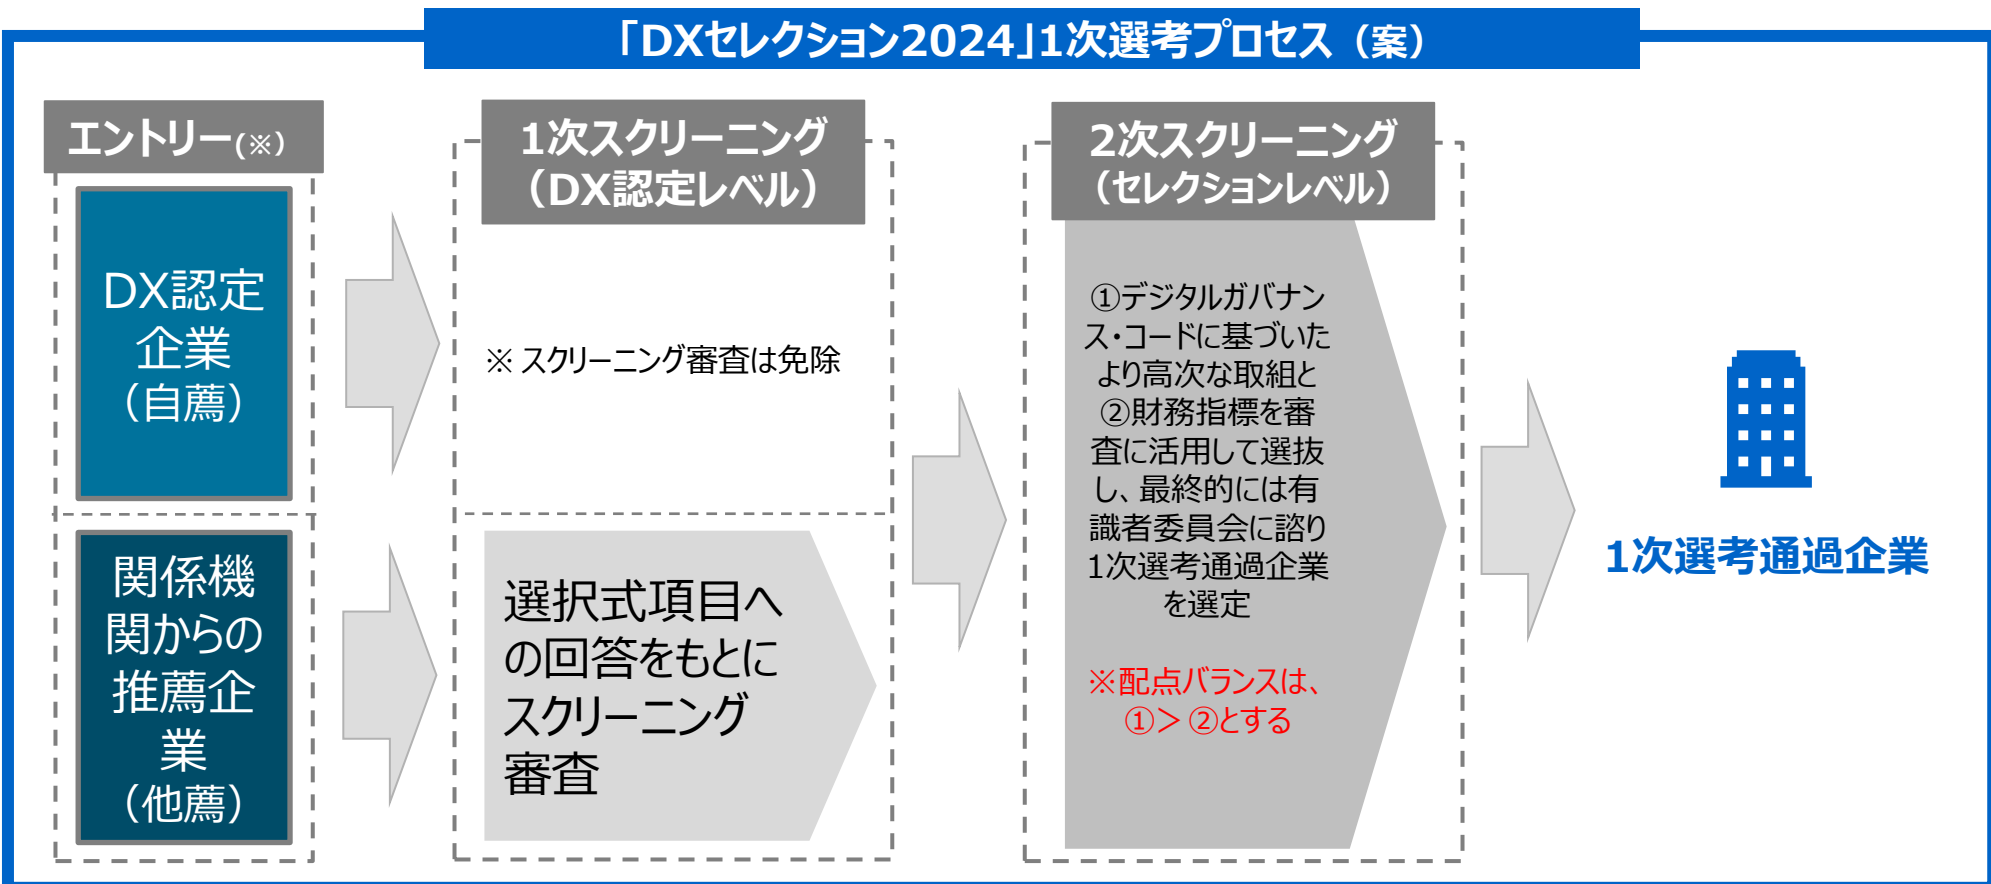 「DXセレクション2024」1次選考プロセス（案）
エントリー(※)
DX認定
企業
（自薦）
関係機
関からの
推薦企
業
（他薦）
1次スクリーニング
（DX認定レベル）
※ スクリーニング審査は免除
選択式項目へ
の回答をもとに
スクリーニング
審査
2次スクリーニング
（セレクションレベル）
①デジタルガバナン
ス・コードに基づいた
より高次な取組と
②財務指標を審
査に活用して選抜
し、最終的には有
識者委員会に諮り
1次選考通過企業
を選定
※配点バランスは、
①＞②とする
1次選考通過企業